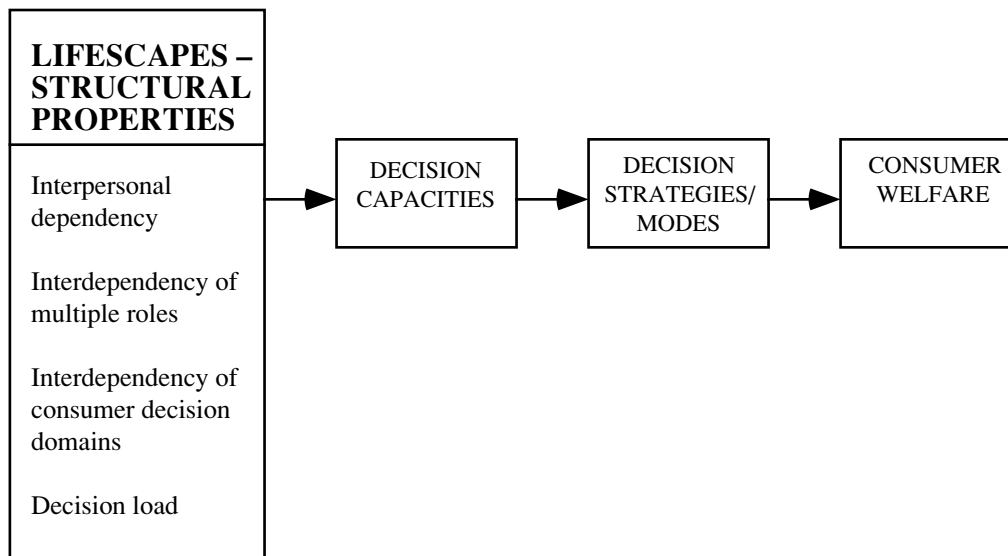 LIFESCAPES –
STRUCTURAL
PROPERTIES
Interpersonal
dependency
Interdependency of
multiple roles
Interdependency of
consumer decision
domains
Decision load
DECISION
CAPACITIES
DECISION
STRATEGIES/
MODES
CONSUMER
WELFARE